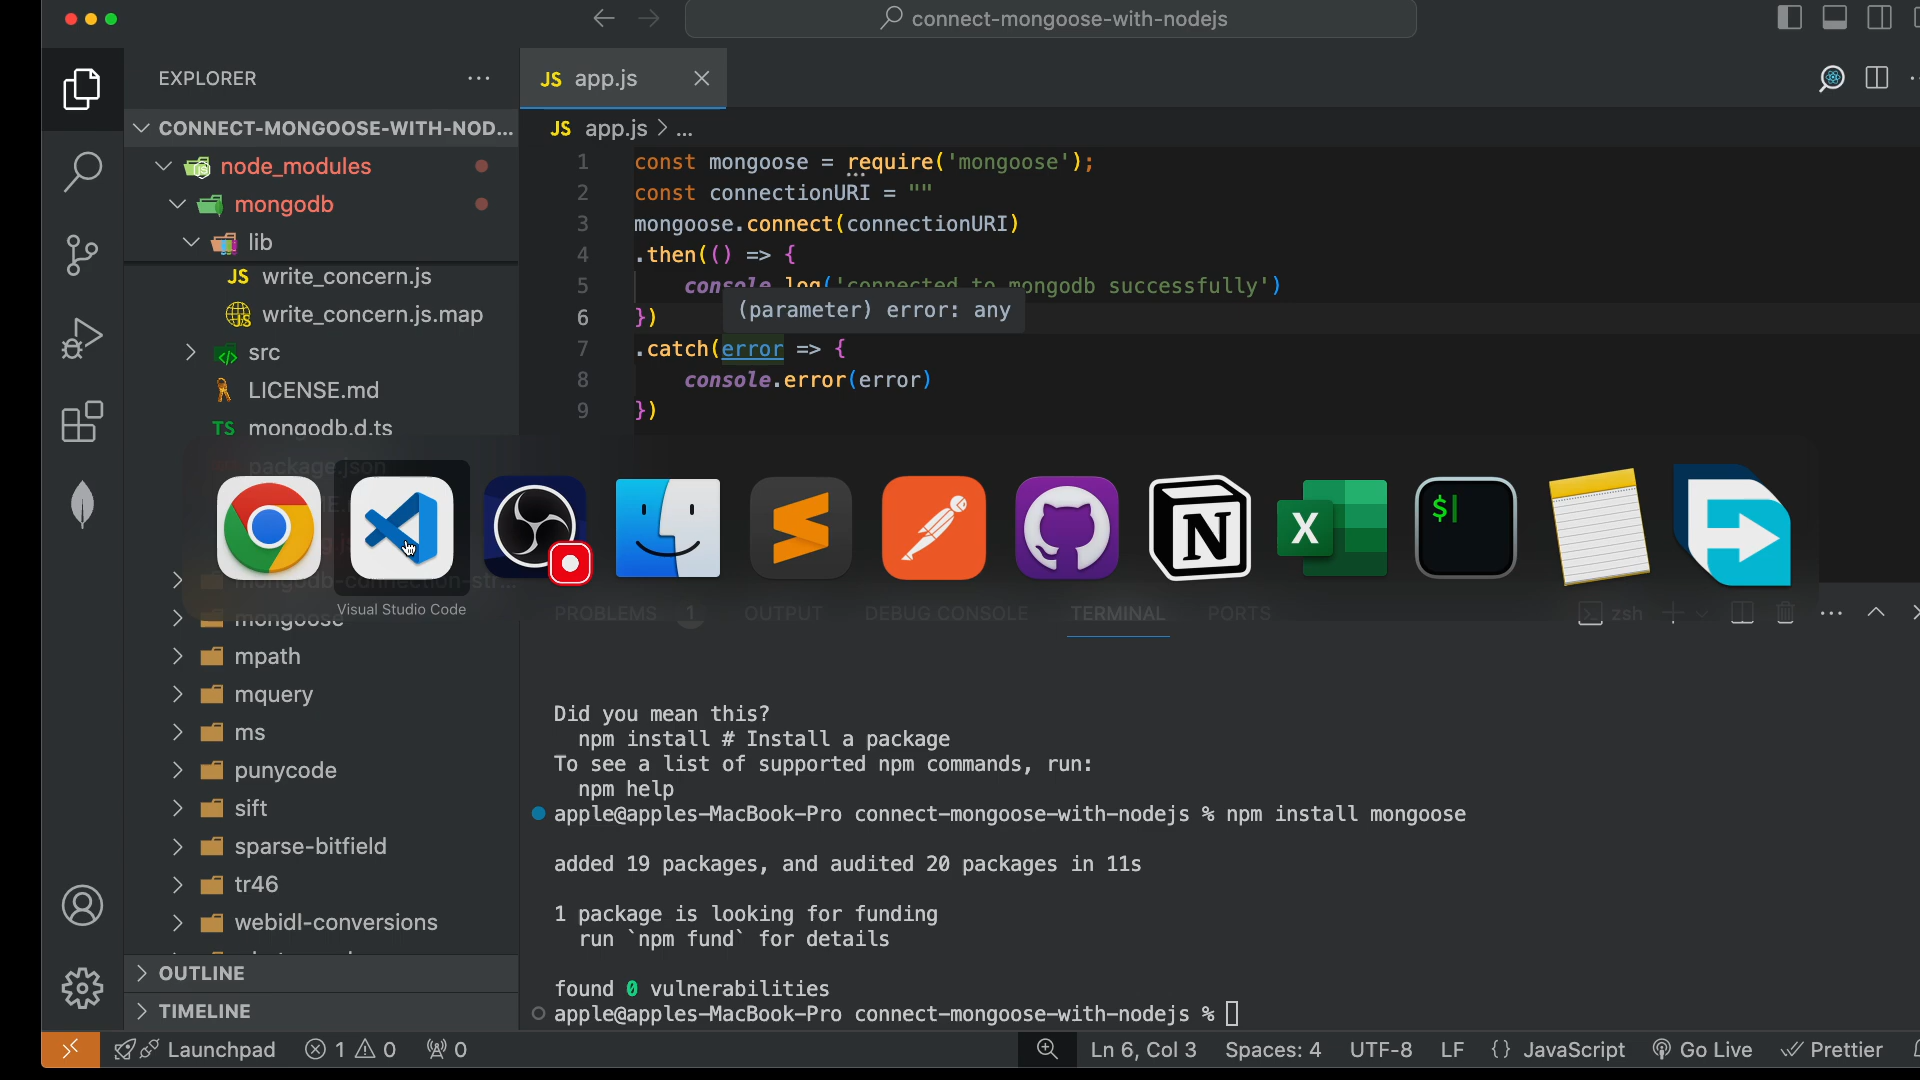 connect-mongoose-with-nodejs
EXPLORER
JS app.js
CONNECT-MONGOOSE-WITH-NOD...
JS app.js > ...
node_modules
mongodb
lib
JS write_concern.js
write_concern.js.map
src
LICENSE.md
TS mongodb.d.ts
package.json
mongodb-connection-str...
mongoose
mpath
mquery
ms
punycode
sift
sparse-bitfield
tr46
webidl-conversions
OUTLINE
TIMELINE
1 const mongoose = require('mongoose');
2 const connectionURI = ""
3 mongoose.connect(connectionURI)
4 .then(() => {
5 console.log('connected to mongodb successfully')
(parameter) error: any
6 })
7 .catch(error => {
8 console.error(error)
9 })
$
N
X
Visual Studio Code
PROBLEMS 1 OUTPUT DEBUG CONSOLE TERMINAL PORTS
zsh
Did you mean this?
npm install # Install a package
To see a list of supported npm commands, run:
npm help
apple@apples-MacBook-Pro connect-mongoose-with-nodejs % npm install mongoose
added 19 packages, and audited 20 packages in 11s
1 package is looking for funding
run `npm fund` for details
found 0 vulnerabilities
apple@apples-MacBook-Pro connect-mongoose-with-nodejs %
Launchpad 1 0 0
Ln 6, Col 3 Spaces: 4 UTF-8 LF {} JavaScript Go Live Prettier